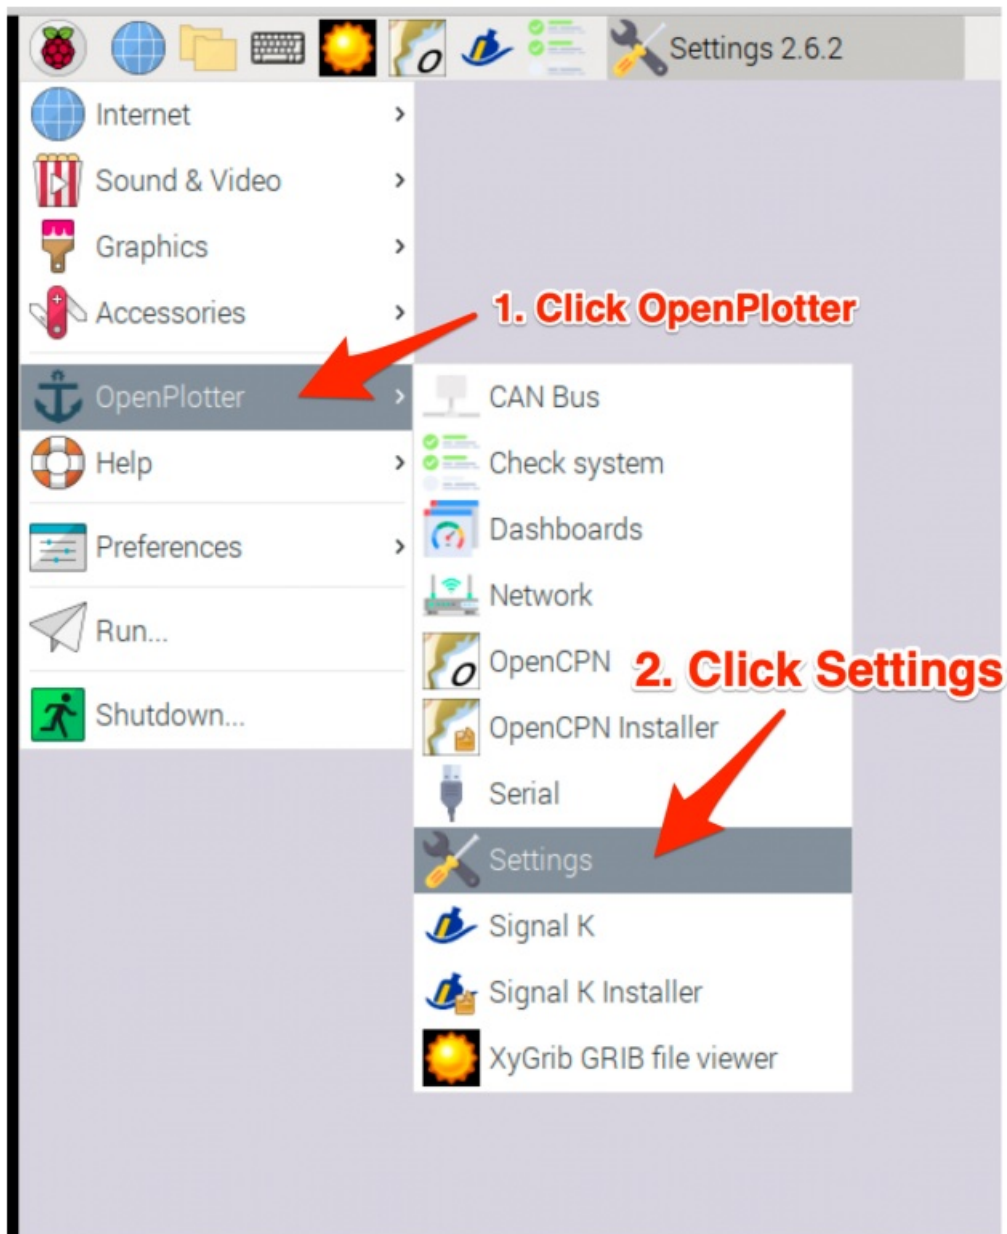 Settings 2.6.2
Internet
Sound & Video
Graphics
Accessories
1. Click OpenPlotter
OpenPlotter
Help
Preferences
Run...
Shutdown...
CAN Bus
Check system
Dashboards
Network
OpenCPN
2. Click Settings
OpenCPN Installer
Serial
Settings
Signal K
Signal K Installer
XyGrib GRIB file viewer